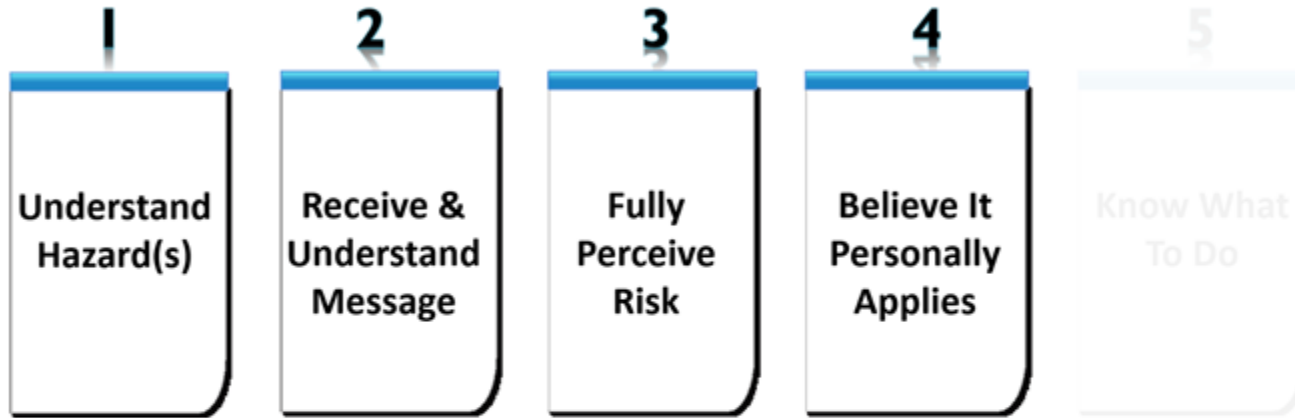 1
Understand
Hazard(s)
2
Receive &
Understand
Message
3
Fully
Perceive
Risk
4
Believe It
Personally
Applies
5
Know What
To Do